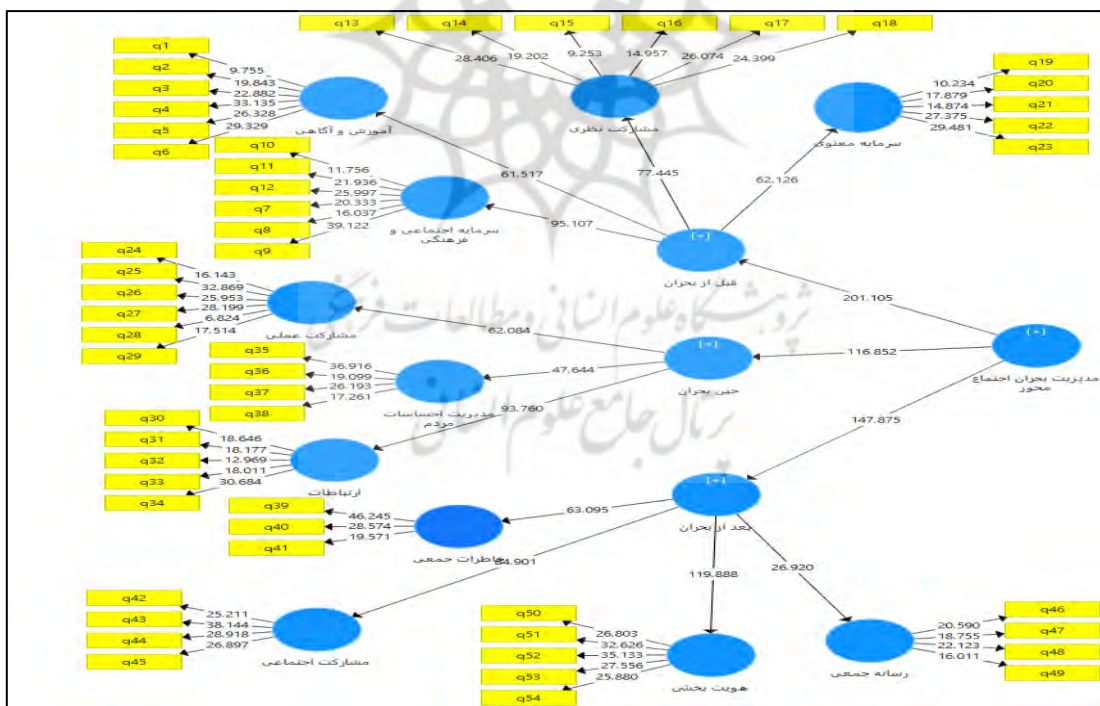 q13 q14 q15 q16 q17 q18
28.406 19.202 9.253 14.957 26.074 24.399
مشارکت نظری
q1
q2
q3
q4
q5
q6
9.755
19.843
22.882
33.135
26.328
29.329
آموزش و آگاهی
q19
q20
q21
q22
q23
10.234
17.879
14.874
27.375
29.481
سرمایه معنوی
q10
q11
q12
q7
q8
q9
11.756
21.936
25.997
20.333
16.037
39.122
سرمایه اجتماعی و
فرهنگی
61.517
77.445
62.126
95.107
[+]
قبل از بحران
q24
q25
q26
q27
q28
q29
16.143
32.869
25.953
28.199
6.824
17.514
مشارکت عملی
پژوهشگاه علوم انسانی و مطالعات فرهنگی
201.105
62.084
[+]
حین بحران
116.852
[+]
مدیریت بحران اجتماع
محور
q35
q36
q37
q38
36.916
19.099
26.193
17.261
مدیریت احساسات
مردم
47.644
93.760
پرتال جامع علوم انسانی
147.875
q30
q31
q32
q33
q34
18.646
18.177
12.969
18.011
30.684
ارتباطات
[+]
بعد از بحران
q39
q40
q41
46.245
28.574
19.571
خاطرات جمعی
63.095
84.901
119.888
26.920
q42
q43
q44
q45
25.211
38.144
28.918
26.897
مشارکت اجتماعی
q50
q51
q52
q53
q54
26.803
32.626
35.133
27.556
25.880
هویت بخشی
q46
q47
q48
q49
20.590
18.755
22.123
16.011
رسانه جمعی